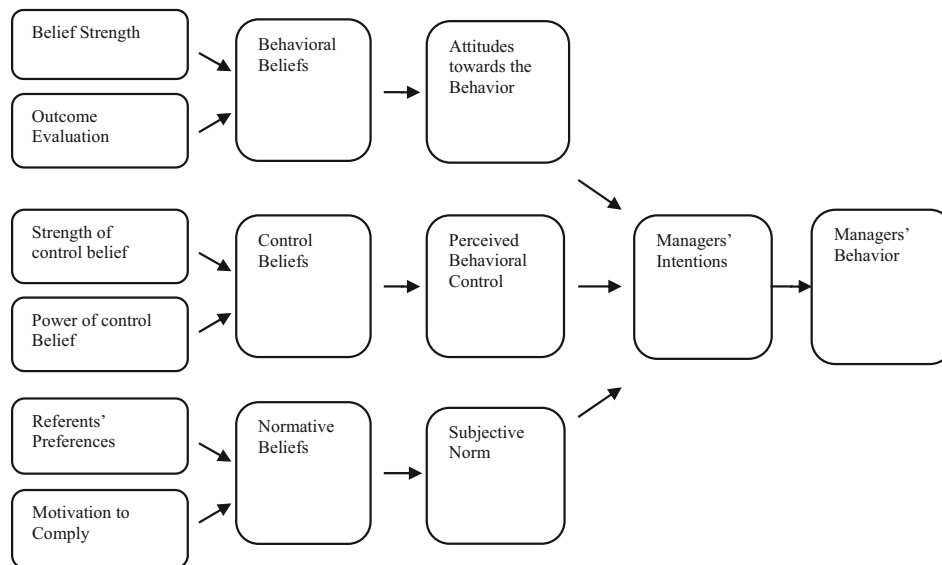 Belief Strength
Outcome
Evaluation
Behavioral
Beliefs
Attitudes
towards the
Behavior
Strength of
control belief
Power of control
Belief
Control
Beliefs
Perceived
Behavioral
Control
Managers’
Intentions
Managers’
Behavior
Referents’
Preferences
Motivation to
Comply
Normative
Beliefs
Subjective
Norm